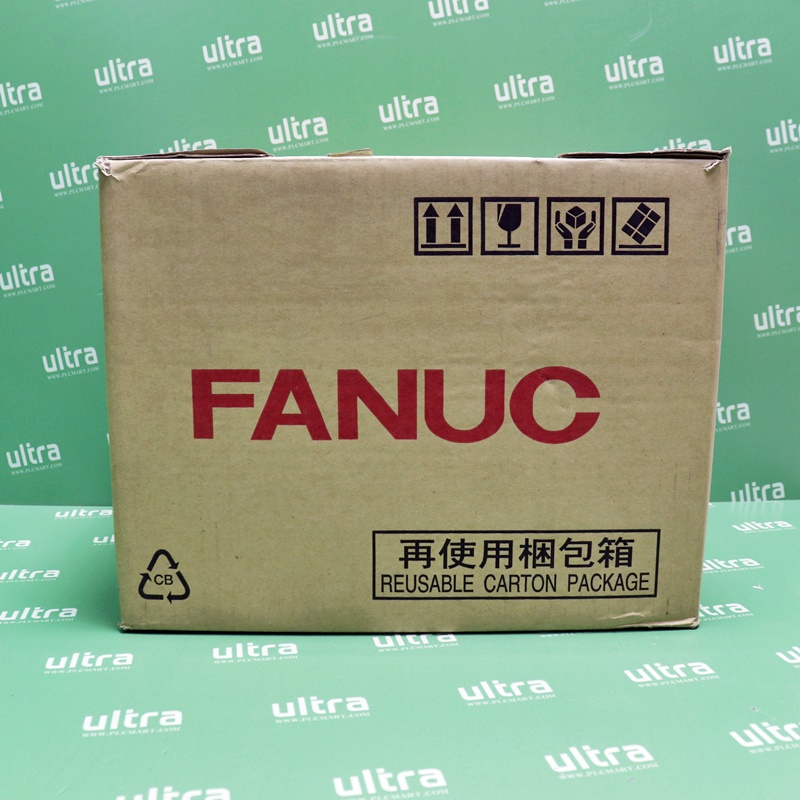 FANUC
再使用梱包箱
REUSABLE CARTON PACKAGE
CB
ultra
WWW.PLCMART.COM